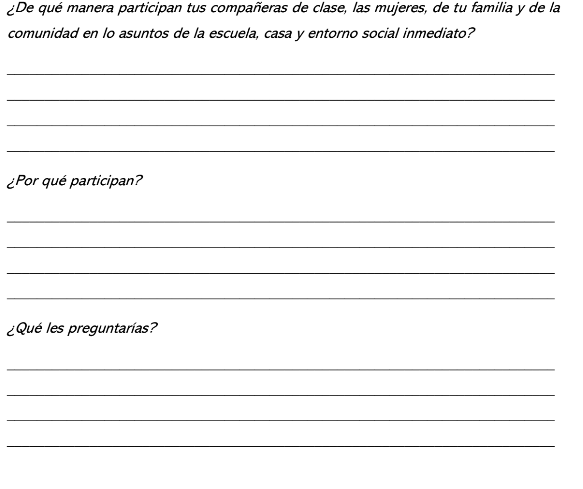 ¿De qué manera participan tus compañeras de clase, las mujeres, de tu familia y de la
comunidad en lo asuntos de la escuela, casa y entorno social inmediato?
¿Por qué participan?
¿Qué les preguntarías?